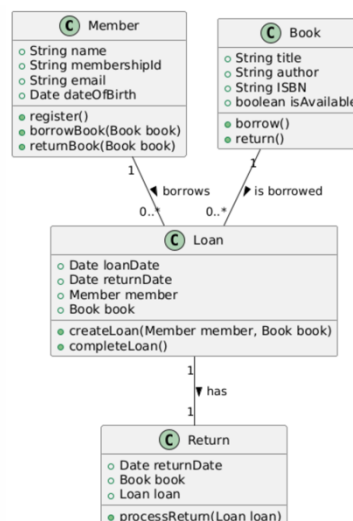 C Member
String name
String membershipId
String email
Date dateOfBirth
register()
borrowBook(Book book)
returnBook(Book book)
C Book
String title
String author
String ISBN
boolean isAvailable
borrow()
return()
1
borrows
0..*
1
is borrowed
0..*
C Loan
Date loanDate
Date returnDate
Member member
Book book
createLoan(Member member, Book book)
completeLoan()
1
has
1
C Return
Date returnDate
Book book
Loan loan
processReturn(Loan loan)